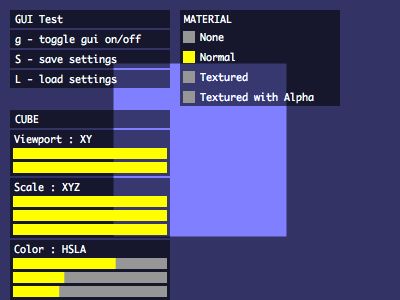 GUI Test
g - toggle gui on/off
S - save settings
L - load settings
CUBE
Viewport : XY
Scale : XYZ
Color : HSLA
MATERIAL
None
Normal
Textured
Textured with Alpha